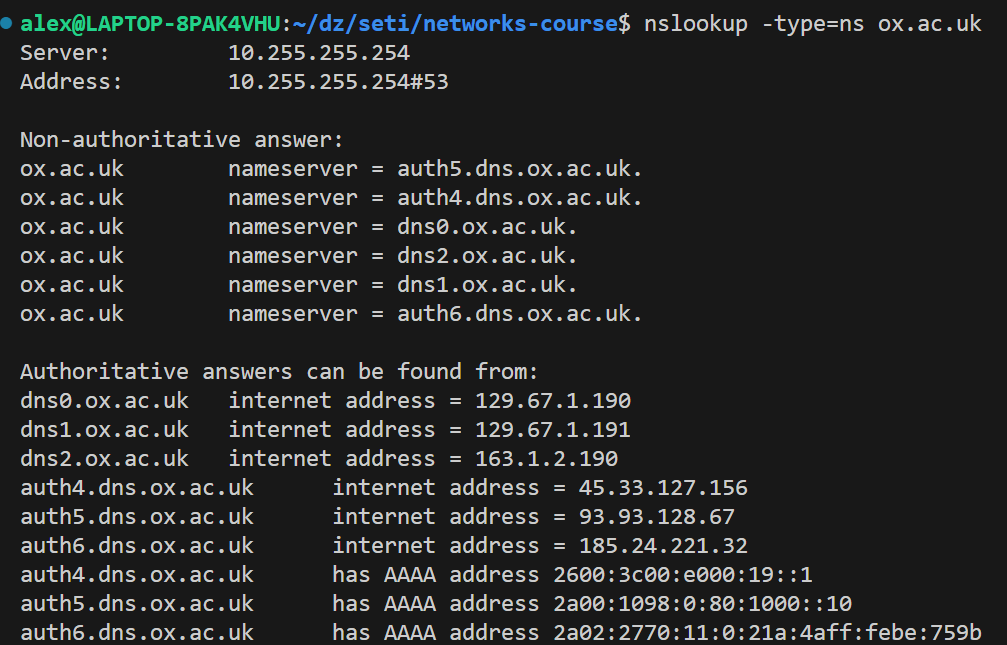 alex@LAPTOP-8PAK4VHU:~/dz/seti/networks-course$ nslookup -type=ns ox.ac.uk
Server:		10.255.255.254
Address:	10.255.255.254#53

Non-authoritative answer:
ox.ac.uk	nameserver = auth5.dns.ox.ac.uk.
ox.ac.uk	nameserver = auth4.dns.ox.ac.uk.
ox.ac.uk	nameserver = dns0.ox.ac.uk.
ox.ac.uk	nameserver = dns2.ox.ac.uk.
ox.ac.uk	nameserver = dns1.ox.ac.uk.
ox.ac.uk	nameserver = auth6.dns.ox.ac.uk.

Authoritative answers can be found from:
dns0.ox.ac.uk	internet address = 129.67.1.190
dns1.ox.ac.uk	internet address = 129.67.1.191
dns2.ox.ac.uk	internet address = 163.1.2.190
auth4.dns.ox.ac.uk	internet address = 45.33.127.156
auth5.dns.ox.ac.uk	internet address = 93.93.128.67
auth6.dns.ox.ac.uk	internet address = 185.24.221.32
auth4.dns.ox.ac.uk	has AAAA address 2600:3c00:e000:19::1
auth5.dns.ox.ac.uk	has AAAA address 2a00:1098:0:80:1000::10
auth6.dns.ox.ac.uk	has AAAA address 2a02:2770:11:0:21a:4aff:febe:759b